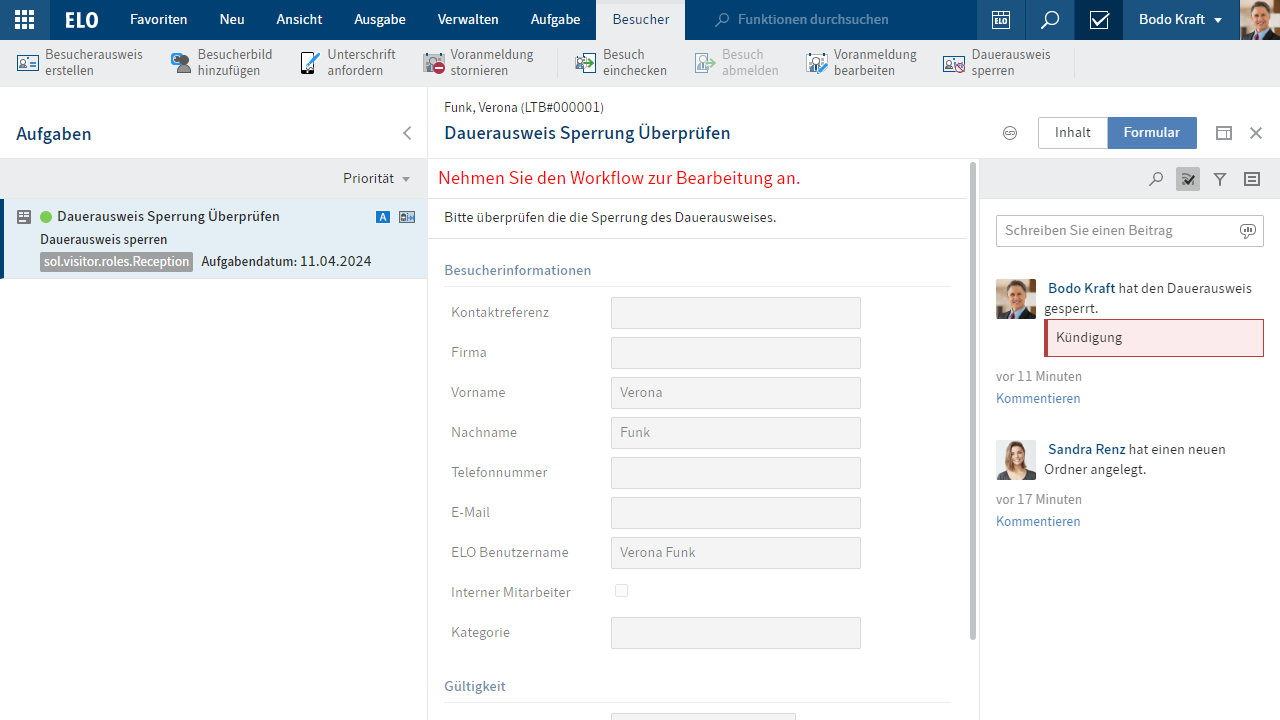 ELO
Favoriten
Neu
Ansicht
Ausgabe
Verwalten
Aufgabe
Besucher
Funktionen durchsuchen
ELO
Bodo Kraft
Besucherausweis
erstellen
Besucherbild
hinzufügen
Unterschrift
anfordern
Voranmeldung
stornieren
Besuch
einchecken
Besuch
abmelden
Voranmeldung
bearbeiten
Dauerausweis
sperren
Aufgaben
Funk, Verona (LTB#000001)
Dauerausweis Sperrung Überprüfen
Inhalt
Formular
Priorität
Dauerausweis Sperrung Überprüfen
A
Dauerausweis sperren
sol.visitor.roles.Reception Aufgabendatum: 11.04.2024
Nehmen Sie den Workflow zur Bearbeitung an.
Bitte überprüfen die die Sperrung des Dauerausweises.
Besucherinformationen
Kontaktreferenz
Firma
Vorname Verona
Nachname Funk
Telefonnummer
E-Mail
ELO Benutzername Verona Funk
Interner Mitarbeiter
Kategorie
Gültigkeit
Schreiben Sie einen Beitrag
Bodo Kraft hat den Dauerausweis
gesperrt.
Kündigung
vor 11 Minuten
Kommentieren
Sandra Renz hat einen neuen
Ordner angelegt.
vor 17 Minuten
Kommentieren